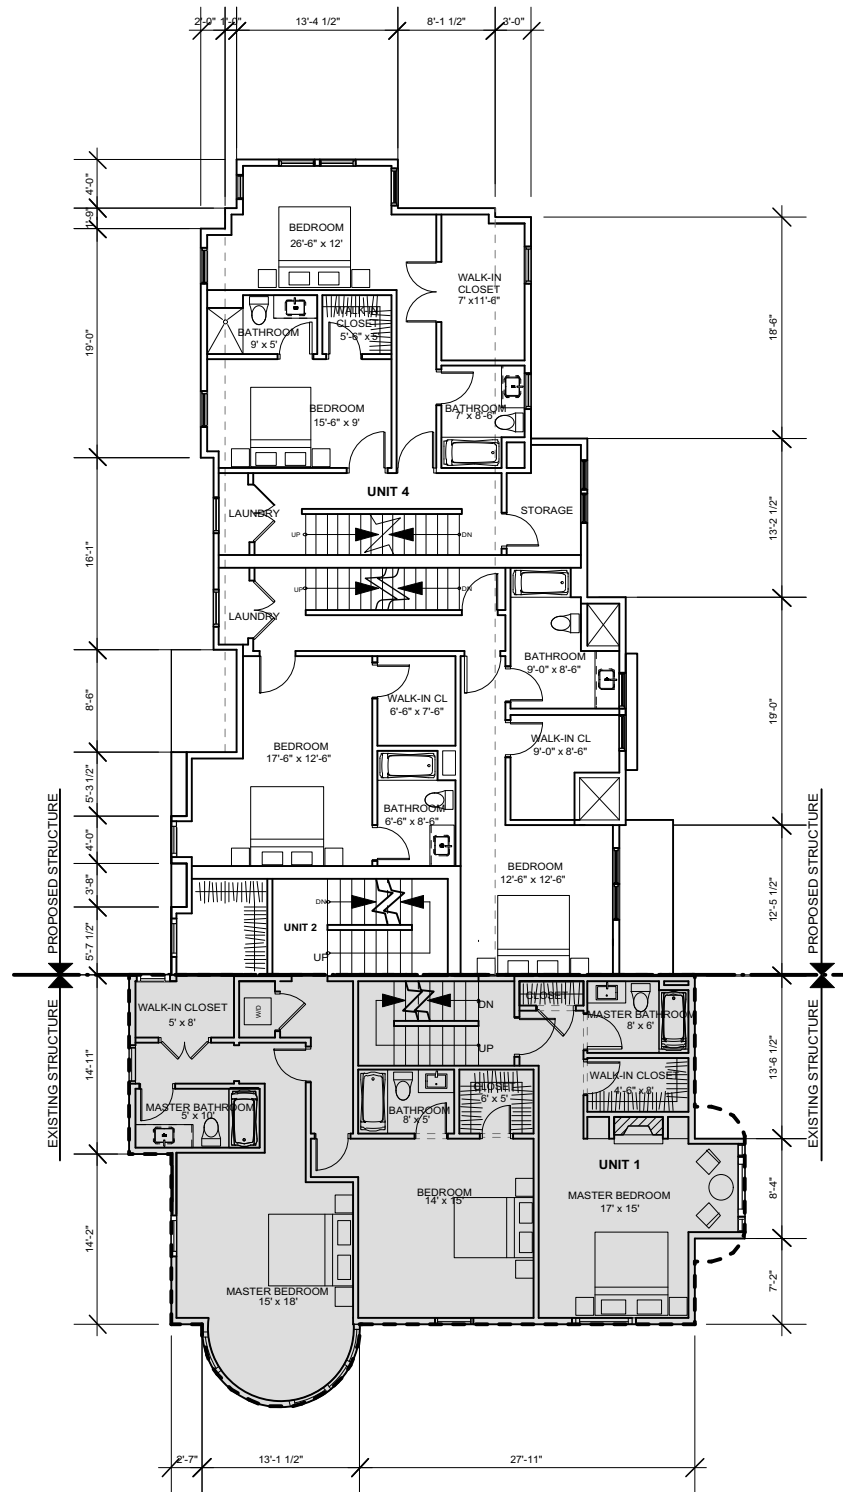 2'-0"
1'-0"
13'-4 1/2"
8'-1 1/2"
3'-0"
4'-0"
1'-9"
19'-0"
16'-1"
8'-6"
5'-3 1/2"
4'-0"
3'-8"
5'-7 1/2"
14'-11"
14'-2"
18'-6"
13'-2 1/2"
19'-0"
12'-5 1/2"
13'-6 1/2"
8'-4"
7'-2"
BEDROOM
26'-6" x 12'
WALK-IN
CLOSET
7' x11'-6"
WALK-IN
CLOSET
5'-6" x 5'
BATHROOM
9' x 5'
BEDROOM
15'-6" x 9'
BATHROOM
7' x 8'-6"
UNIT 4
LAUNDRY
STORAGE
UP
DN
UP
DN
LAUNDRY
BATHROOM
9'-0" x 8'-6"
WALK-IN CL
6'-6" x 7'-6"
WALK-IN CL
9'-0" x 8'-6"
BEDROOM
17'-6" x 12'-6"
BATHROOM
6'-6" x 8'-6"
BEDROOM
12'-6" x 12'-6"
DN
UNIT 2
UP
PROPOSED STRUCTURE
EXISTING STRUCTURE
PROPOSED STRUCTURE
EXISTING STRUCTURE
WALK-IN CLOSET
5' x 8'
W/D
DN
UP
CLOSET
MASTER BATHROOM
8' x 6'
WALK-IN CLOSET
4'-6" x 8'
MASTER BATHROOM
5' x 10'
BATHROOM
8' x 5'
CLOSET
6' x 5'
UNIT 1
BEDROOM
14' x 15'
MASTER BEDROOM
17' x 15'
MASTER BEDROOM
15' x 18'
2'-7"
13'-1 1/2"
27'-11"